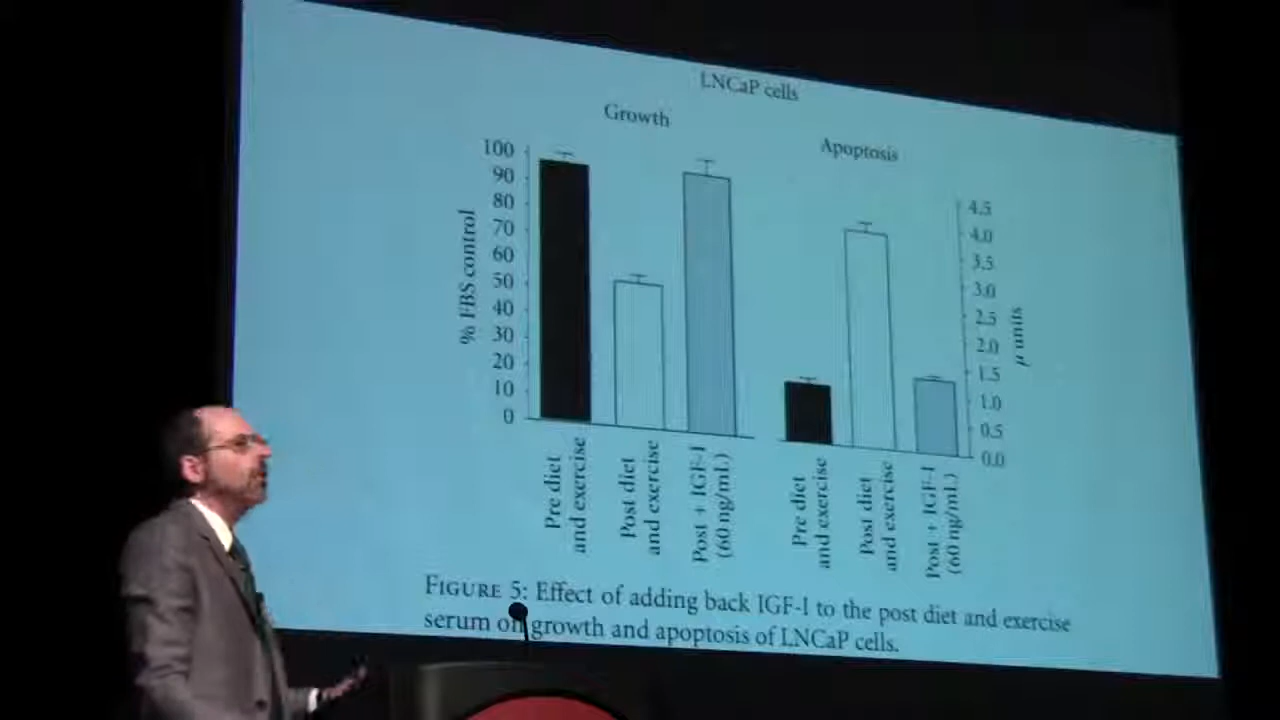 LNCaP cells
Growth
Apoptosis
% FBS control
100
90
80
70
60
50
40
30
20
10
0
Pre diet
and exercise
Post diet
and exercise
Post + IGF-I
(60 ng/mL)
4.5
4.0
3.5
3.0
2.5
2.0
1.5
1.0
0.5
0.0
μ units
Pre diet
and exercise
Post diet
and exercise
Post + IGF-I
(60 ng/mL)
FIGURE 5: Effect of adding back IGF-I to the post diet and exercise
serum on growth and apoptosis of LNCaP cells.